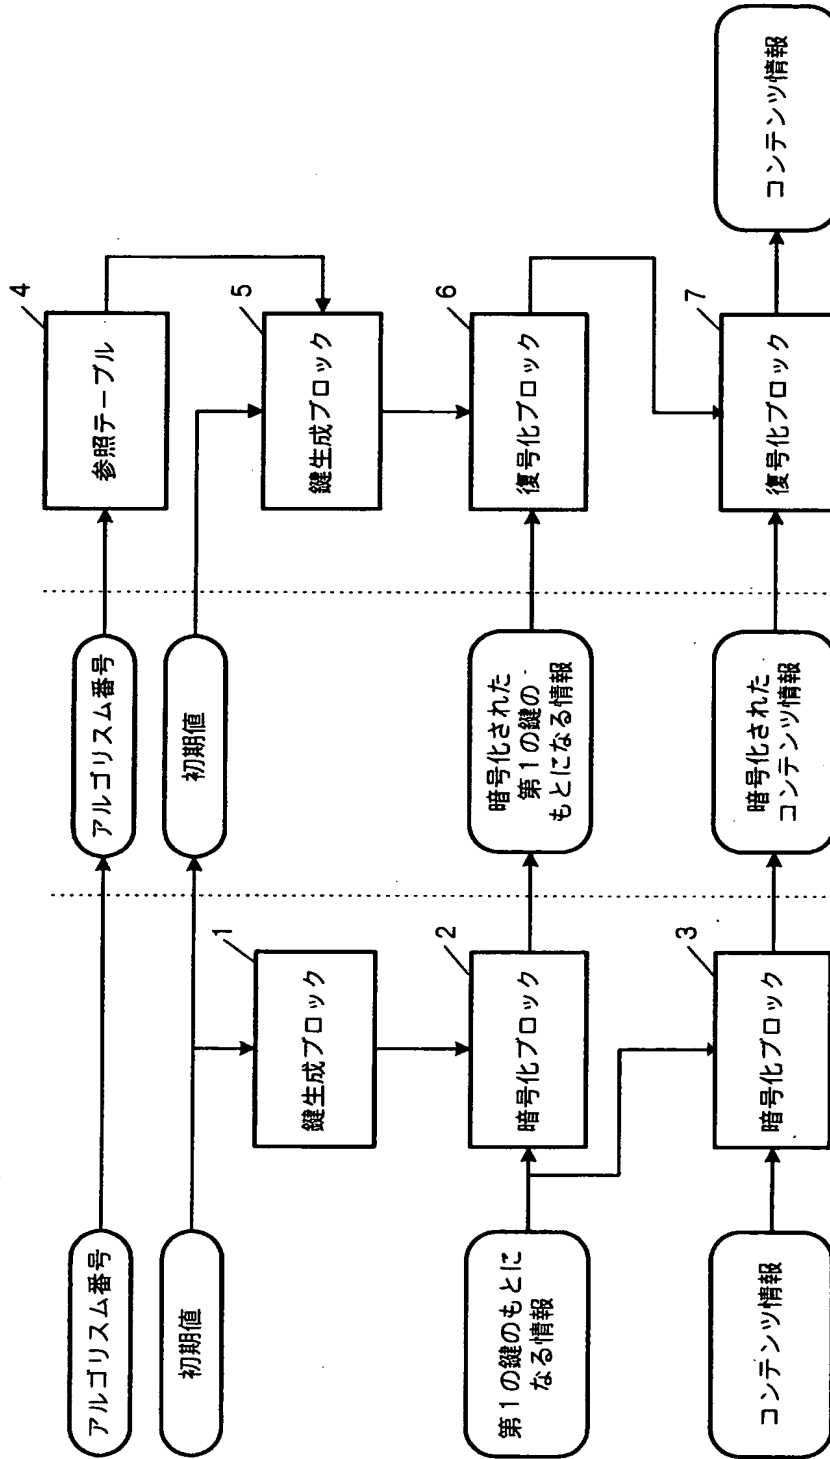 アルゴリスム番号
初期値
第1の鍵のもとに
なる情報
コンテンツ情報
1
鍵生成ブロック
2
暗号化ブロック
3
暗号化ブロック
アルゴリスム番号
初期値
暗号化された
第1の鍵の
もとになる情報
暗号化された
コンテンツ情報
4
参照テーブル
5
鍵生成ブロック
6
復号化ブロック
7
復号化ブロック
コンテンツ情報